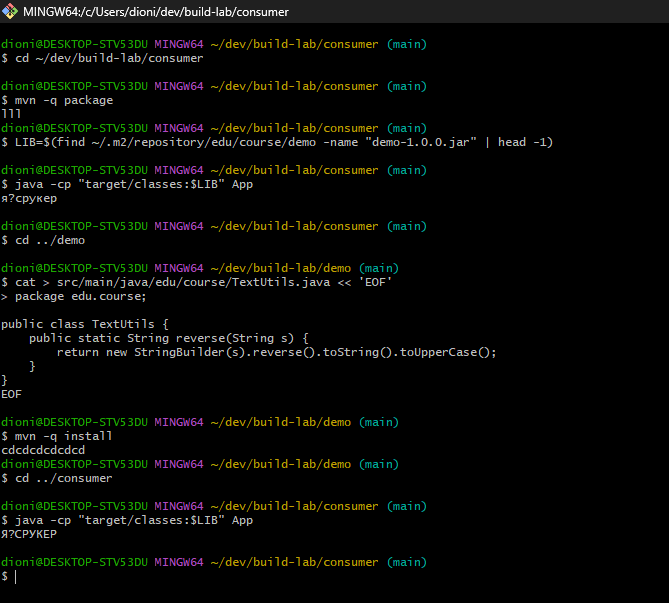 MINGW64:/c/Users/dioni/dev/build-lab/consumer
dioni@DESKTOP-STV53DU MINGW64 ~/dev/build-lab/consumer (main)
$ cd ~/dev/build-lab/consumer
dioni@DESKTOP-STV53DU MINGW64 ~/dev/build-lab/consumer (main)
$ mvn -q package
lll
dioni@DESKTOP-STV53DU MINGW64 ~/dev/build-lab/consumer (main)
$ LIB=$(find ~/.m2/repository/edu/course/demo -name "demo-1.0.0.jar" | head -1)
dioni@DESKTOP-STV53DU MINGW64 ~/dev/build-lab/consumer (main)
$ java -cp "target/classes:$LIB" App
я?срукер
dioni@DESKTOP-STV53DU MINGW64 ~/dev/build-lab/consumer (main)
$ cd ../demo
dioni@DESKTOP-STV53DU MINGW64 ~/dev/build-lab/demo (main)
$ cat > src/main/java/edu/course/TextUtils.java << 'EOF'
> package edu.course;
public class TextUtils {
    public static String reverse(String s) {
        return new StringBuilder(s).reverse().toString().toUpperCase();
    }
}
EOF
dioni@DESKTOP-STV53DU MINGW64 ~/dev/build-lab/demo (main)
$ mvn -q install
cdcdcdcdcdcd
dioni@DESKTOP-STV53DU MINGW64 ~/dev/build-lab/demo (main)
$ cd ../consumer
dioni@DESKTOP-STV53DU MINGW64 ~/dev/build-lab/consumer (main)
$ java -cp "target/classes:$LIB" App
Я?СРУКЕР
dioni@DESKTOP-STV53DU MINGW64 ~/dev/build-lab/consumer (main)
$